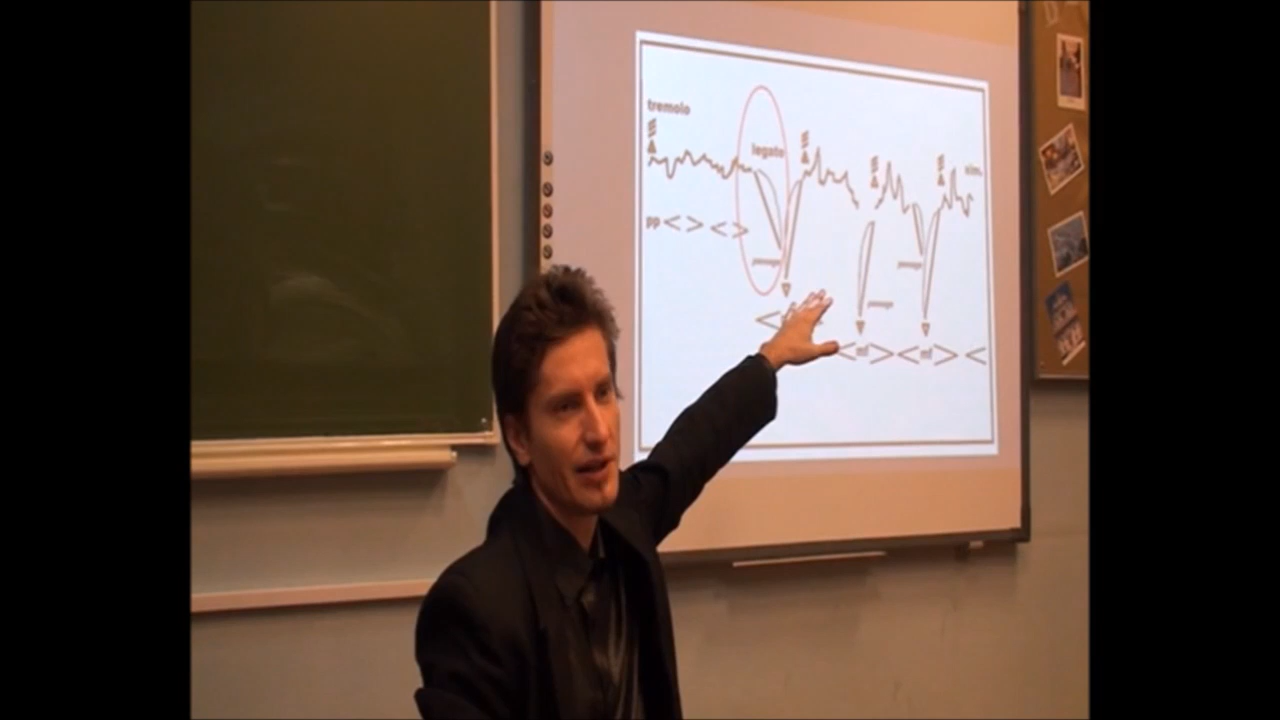 tremolo
legato
sim.
pp < > < >
passage
passage
<
passage
< mf > < mf > <